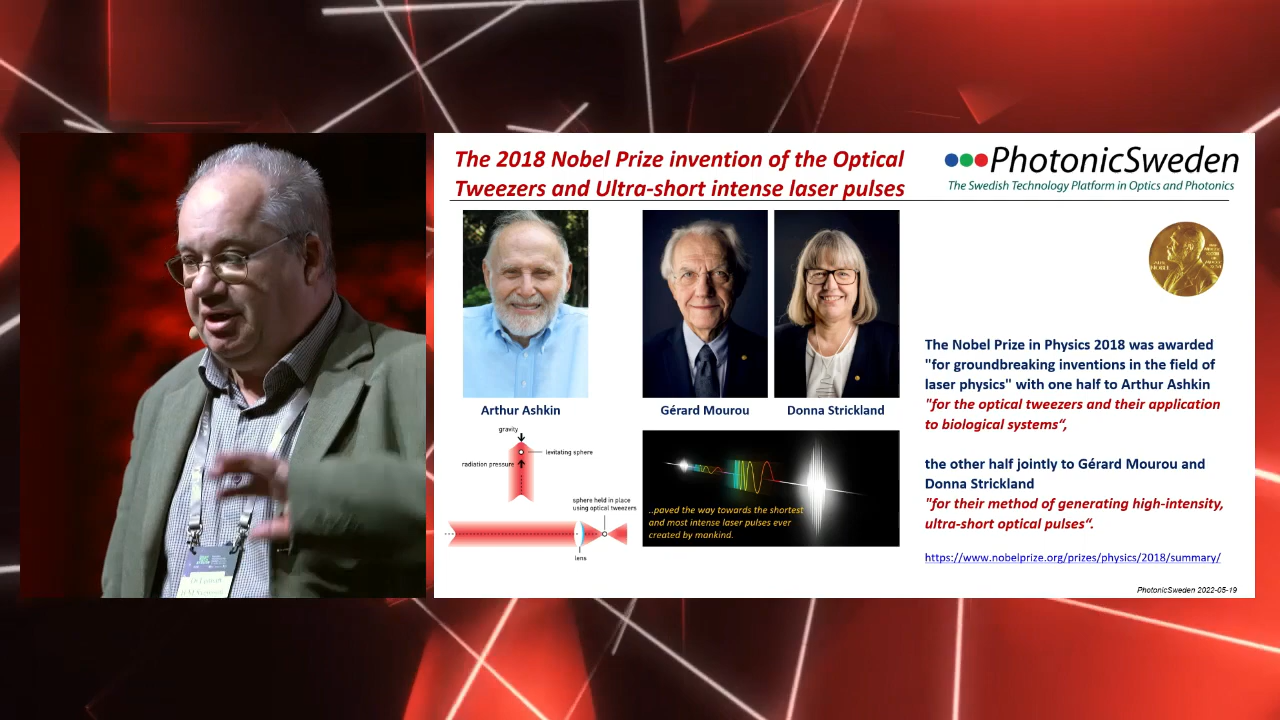 The 2018 Nobel Prize invention of the Optical
Tweezers and Ultra-short intense laser pulses
PhotonicSweden
The Swedish Technology Platform in Optics and Photonics
Arthur Ashkin
Gérard Mourou
Donna Strickland
gravity
levitating sphere
radiation pressure
sphere held in place
using optical tweezers
lens
..paved the way towards the shortest
and most intense laser pulses ever
created by mankind.
The Nobel Prize in Physics 2018 was awarded
"for groundbreaking inventions in the field of
laser physics" with one half to Arthur Ashkin
"for the optical tweezers and their application
to biological systems“,
the other half jointly to Gérard Mourou and
Donna Strickland
"for their method of generating high-intensity,
ultra-short optical pulses“.
https://www.nobelprize.org/prizes/physics/2018/summary/
PhotonicSweden 2022-05-19